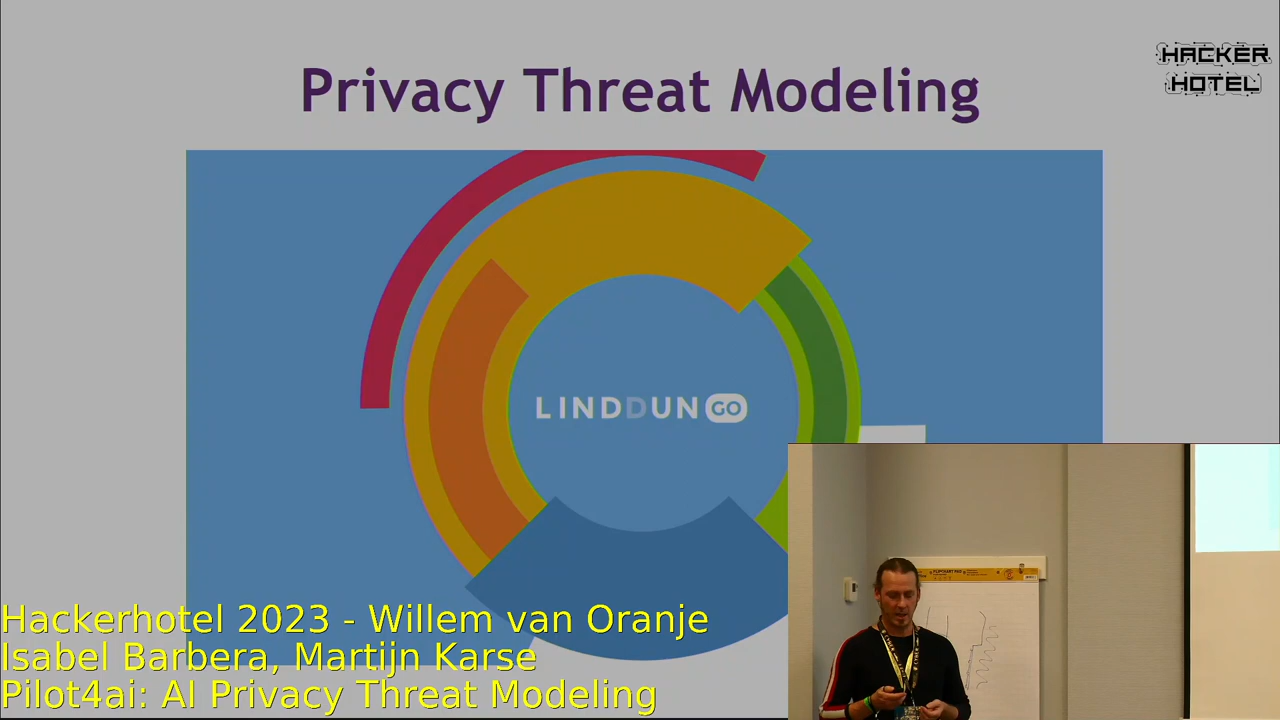 Privacy Threat Modeling
HACKER
HOTEL
LINDDUN GO
Hackerhotel 2023 - Willem van Oranje
Isabel Barbera, Martijn Karse
Pilot4ai: AI Privacy Threat Modeling